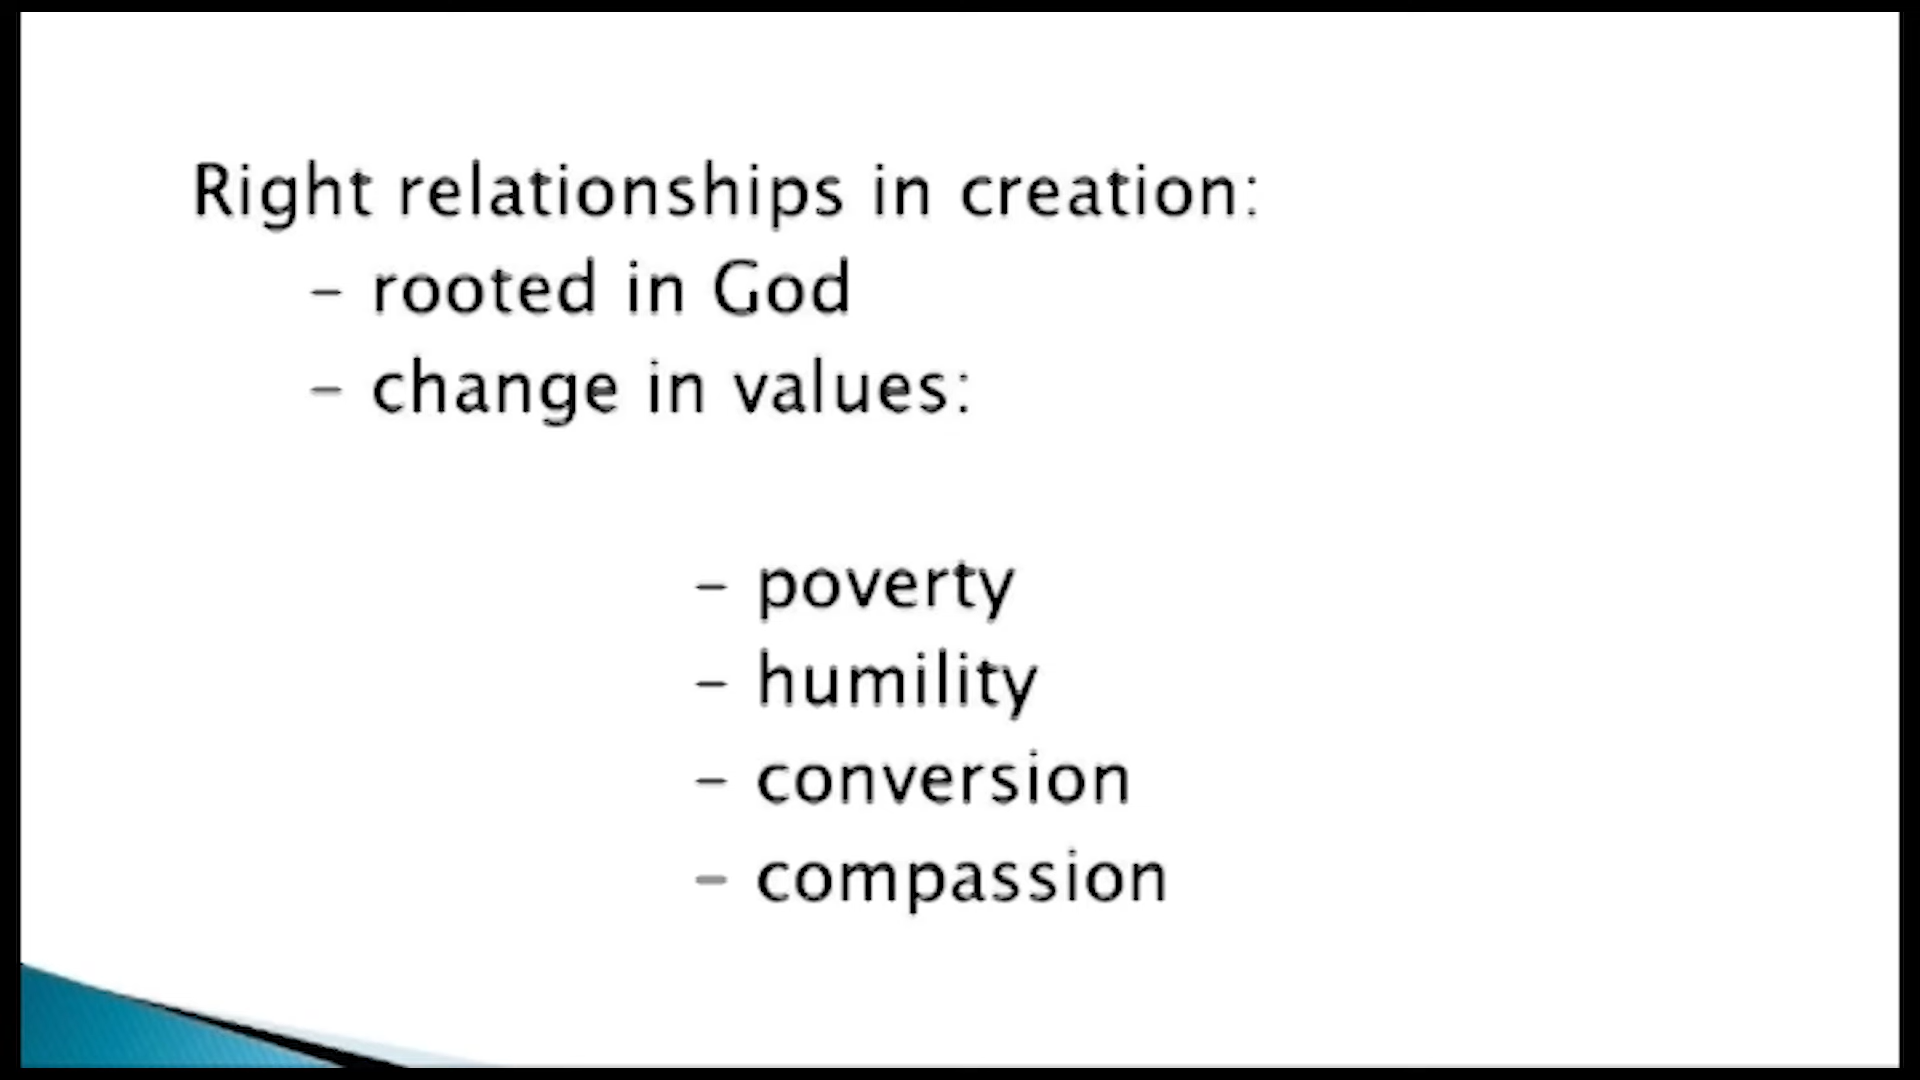 Right relationships in creation:
– rooted in God
– change in values:
– poverty
– humility
– conversion
– compassion